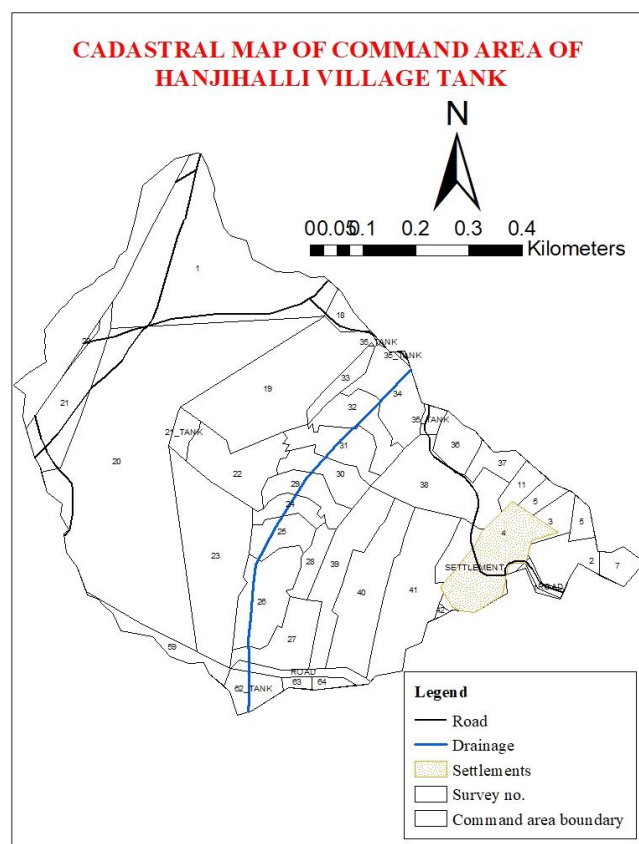 CADASTRAL MAP OF COMMAND AREA OF
HANJIHALLI VILLAGE TANK
N
00.050.1 0.2 0.3 0.4
Kilometers
1
18
35_TANK
35_TANK
33
34
19
32
21
35_TANK
21_TANK
31
36
20
22
30
37
29
38
11
24
5
25
4
3
5
23
28
39
2
7
SETTLEMENT
40
41
ROAD
26
42
27
59
ROAD
62_TANK
63
64
Legend
Road
Drainage
Settlements
Survey no.
Command area boundary